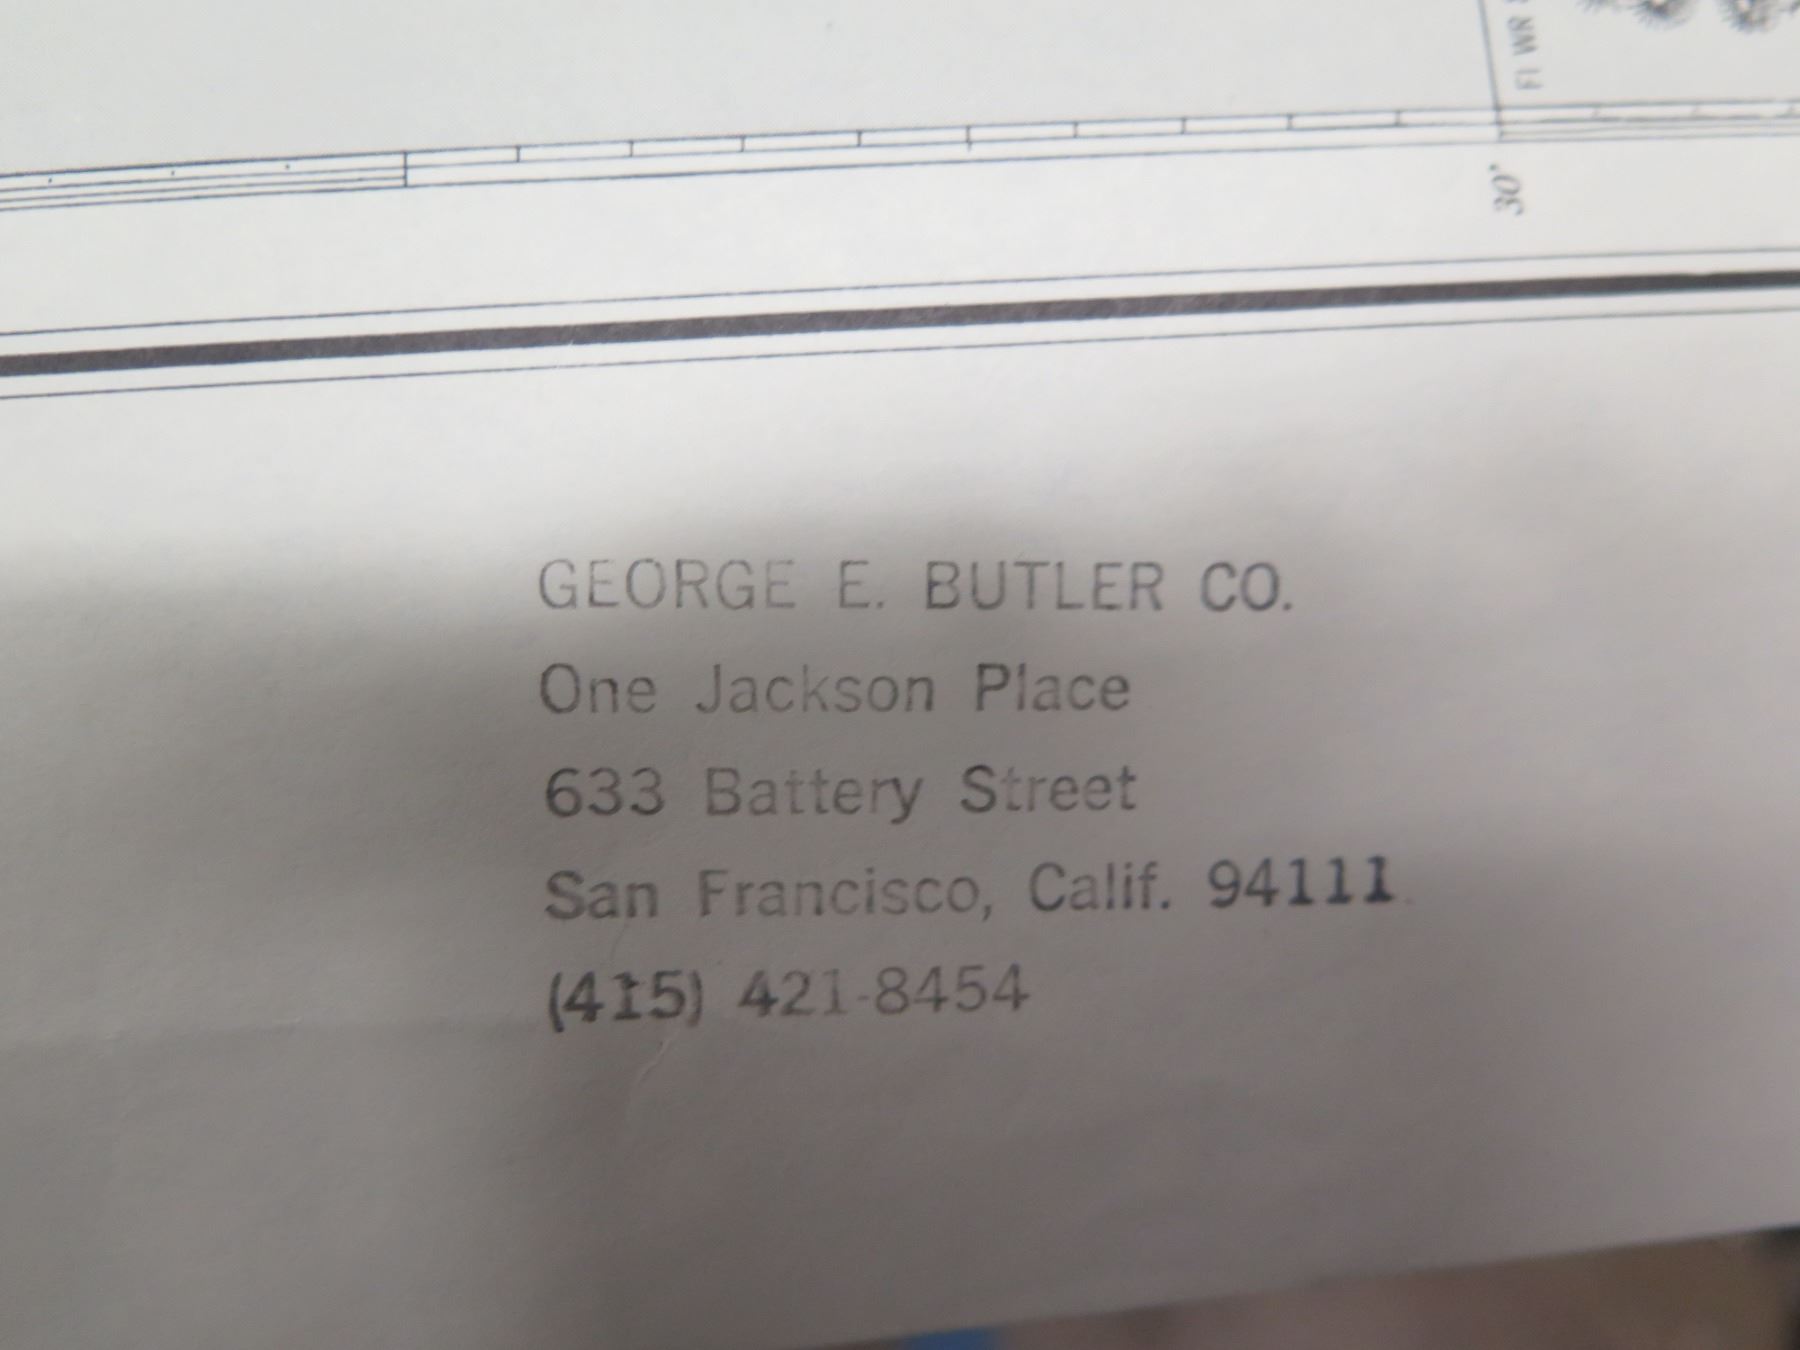 30'
GEORGE E. BUTLER CO.
One Jackson Place
633 Battery Street
San Francisco, Calif. 94111
(415) 421-8454